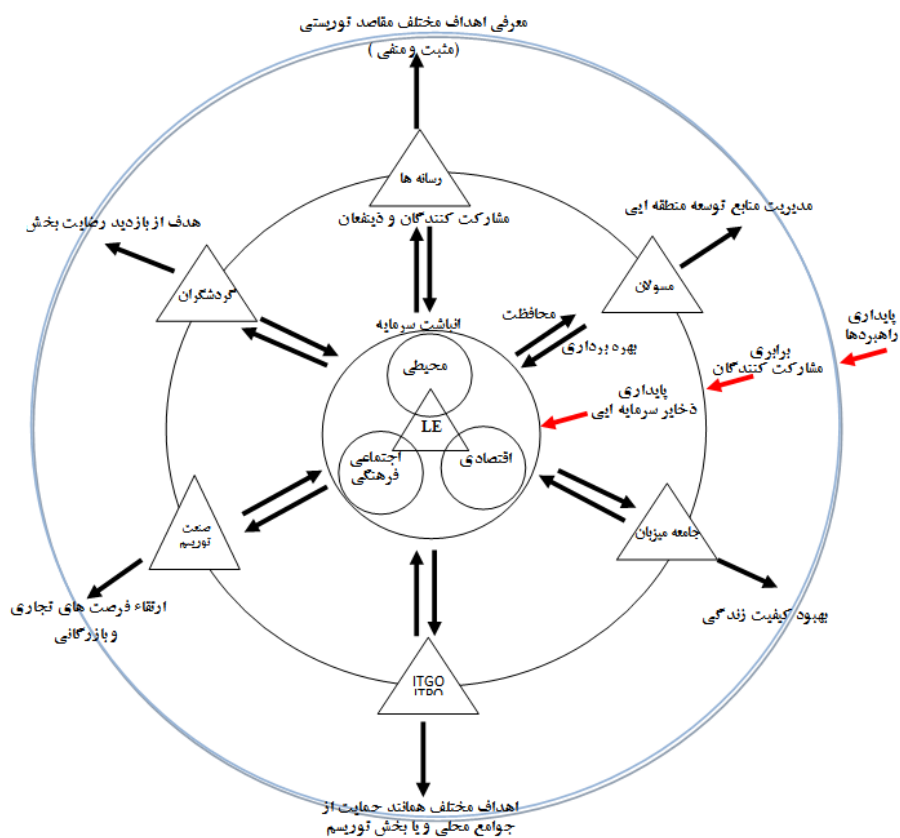 معرفی اهداف مختلف مقاصد توریستی
(مثبت و منفی )
رسانه ها
مشارکت کنندگان و ذینفعان
مدیریت منابع توسعه منطقه ایی
هدف از بازدید رضایت بخش
مسولان
گردشگران
محافظت
انباشت سرمایه
بهره برداری
پایداری
راهبردها
برابری
مشارکت کنندگان
محیطی
پایداری
ذخایر سرمایه ایی
LE
اجتماعی
فرهنگی
اقتصادی
صنعت
توریسم
جامعه میزبان
ارتقاء فرصت های تجاری
و بازرگانی
بهبود کیفیت زندگی
ITGO
اهداف مختلف همانند حمایت از
جوامع محلی و یا بخش توریسم